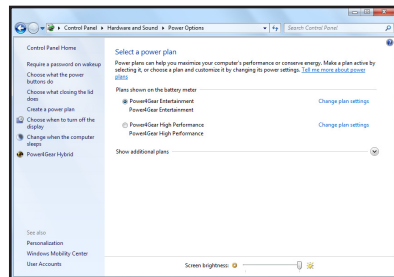 Control Panel ▸ Hardware and Sound ▸ Power Options
Search Control Panel
Control Panel Home
Require a password on wakeup
Choose what the power
buttons do
Choose what closing the lid
does
Create a power plan
Choose when to turn off the
display
Change when the computer
sleeps
Power4Gear Hybrid
See also
Personalization
Windows Mobility Center
User Accounts
Select a power plan
Power plans can help you maximize your computer's performance or conserve energy. Make a plan active by
selecting it, or choose a plan and customize it by changing its power settings. Tell me more about power
plans
Plans shown on the battery meter
Power4Gear Entertainment Change plan settings
Power4Gear Entertainment
Power4Gear High Performance Change plan settings
Power4Gear High Performance
Show additional plans
Screen brightness: